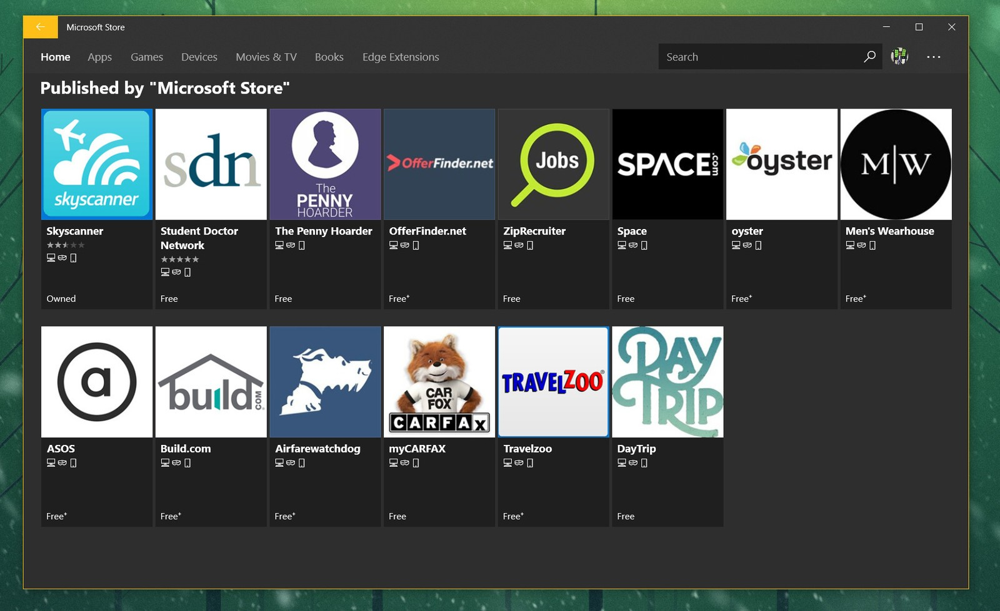 Microsoft Store
Home Apps Games Devices Movies & TV Books Edge Extensions
Search
Published by "Microsoft Store"
skyscanner
sdn
The
PENNY
HOARDER
OfferFinder.net
Jobs
SPACE.com
oyster
M|W
Skyscanner
Owned
Student Doctor
Network
Free
The Penny Hoarder
Free
OfferFinder.net
Free+
ZipRecruiter
Free
Space
Free
oyster
Free+
Men's Wearhouse
Free+
a
build.com
CAR
FOX
CARFAX
TRAVELZOO®
DAY
TRIP
ASOS
Free+
Build.com
Free+
Airfarewatchdog
Free+
myCARFAX
Free
Travelzoo
Free+
DayTrip
Free